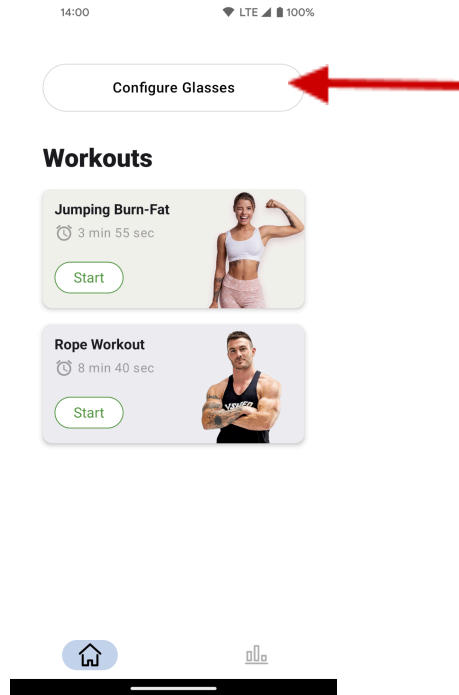 14:00
LTE 100%
Configure Glasses
Workouts
Jumping Burn-Fat
3 min 55 sec
Start
Rope Workout
8 min 40 sec
Start